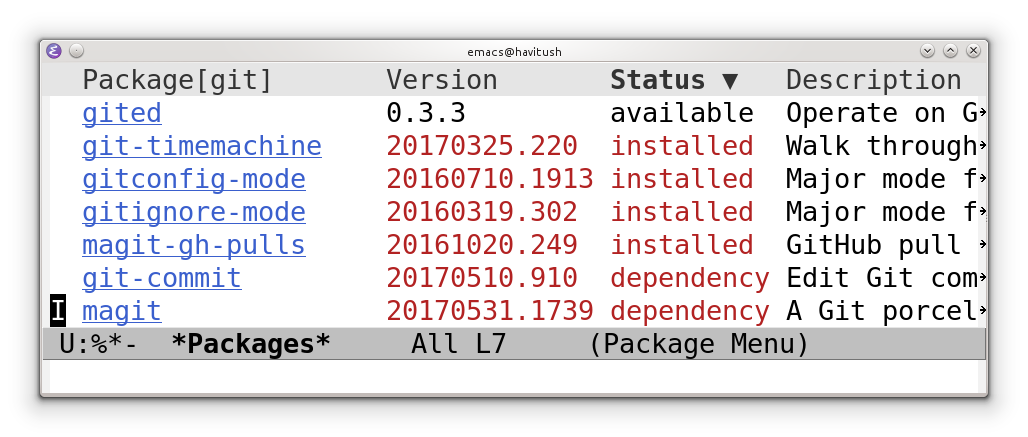 emacs@havitush
Package[git] Version Status ▼ Description
gited 0.3.3 available Operate on G→
git-timemachine 20170325.220 installed Walk through→
gitconfig-mode 20160710.1913 installed Major mode f→
gitignore-mode 20160319.302 installed Major mode f→
magit-gh-pulls 20161020.249 installed GitHub pull →
git-commit 20170510.910 dependency Edit Git com→
I magit 20170531.1739 dependency A Git porcel→
U:%*- *Packages* All L7 (Package Menu)